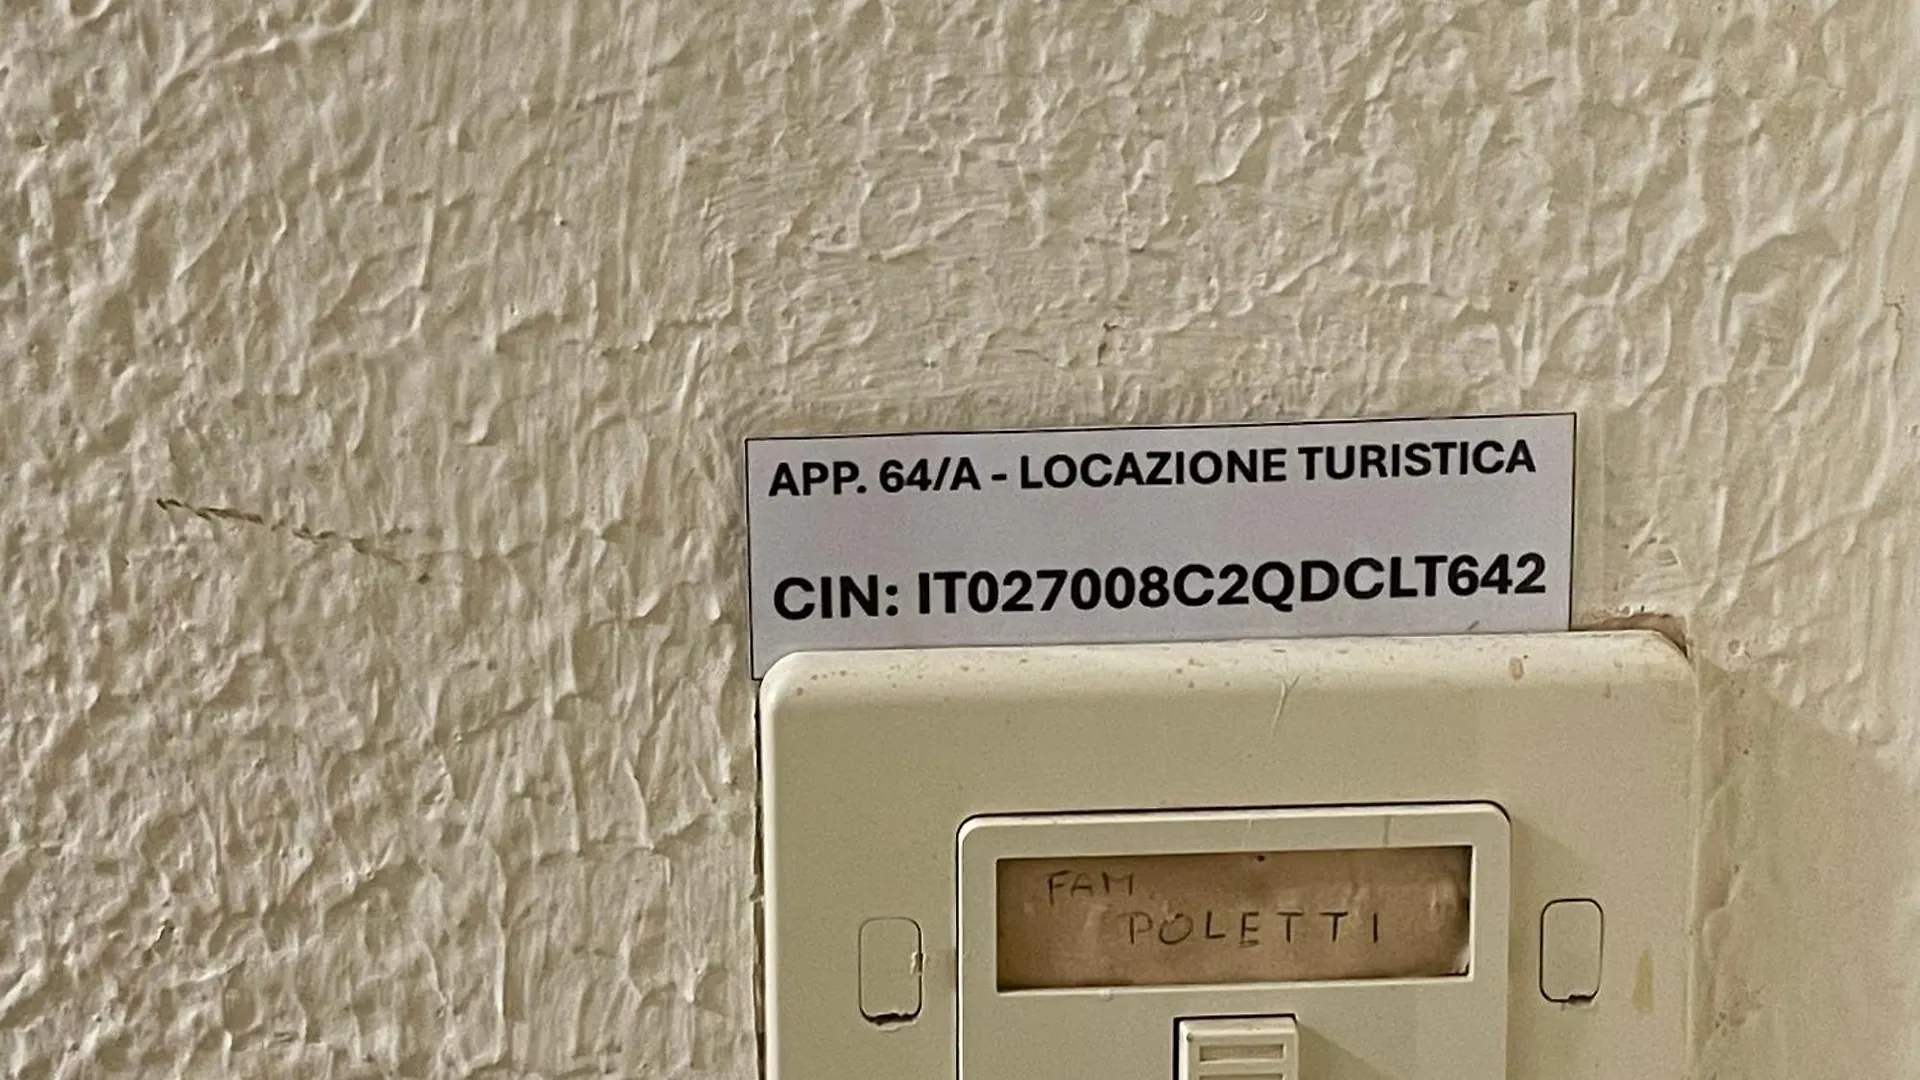 APP. 64/A - LOCAZIONE TURISTICA
CIN: IT027008C2QDCLT642
FAM.
POLETTI